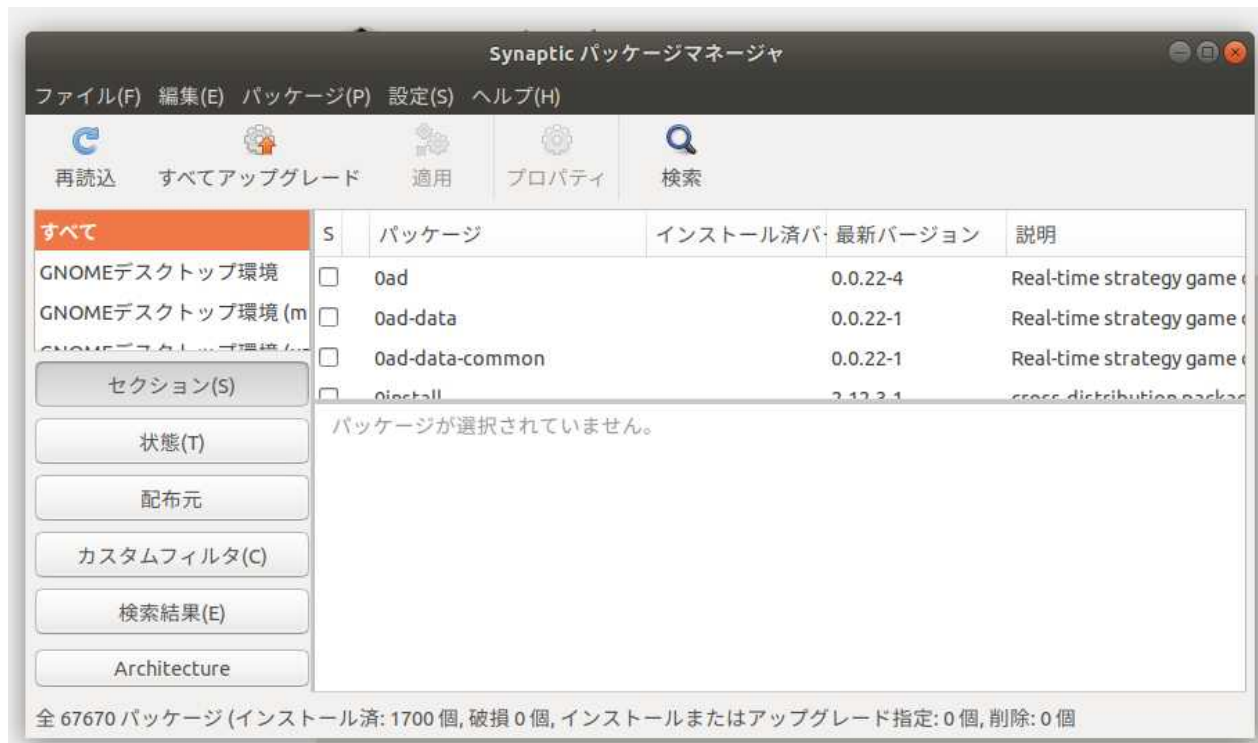 Synaptic パッケージマネージャ
ファイル(F) 編集(E) パッケージ(P) 設定(S) ヘルプ(H)
再読込 すべてアップグレード 適用 プロパティ 検索
すべて
GNOMEデスクトップ環境
GNOMEデスクトップ環境 (m
セクション(S)
状態(T)
配布元
カスタムフィルタ(C)
検索結果(E)
Architecture
S パッケージ インストール済バ 最新バージョン 説明
0ad 0.0.22-4 Real-time strategy game
0ad-data 0.0.22-1 Real-time strategy game
0ad-data-common 0.0.22-1 Real-time strategy game
0install 2.12.3-1 cross-distribution packag
パッケージが選択されていません。
全 67670 パッケージ (インストール済: 1700 個, 破損 0 個, インストールまたはアップグレード指定: 0 個, 削除: 0 個